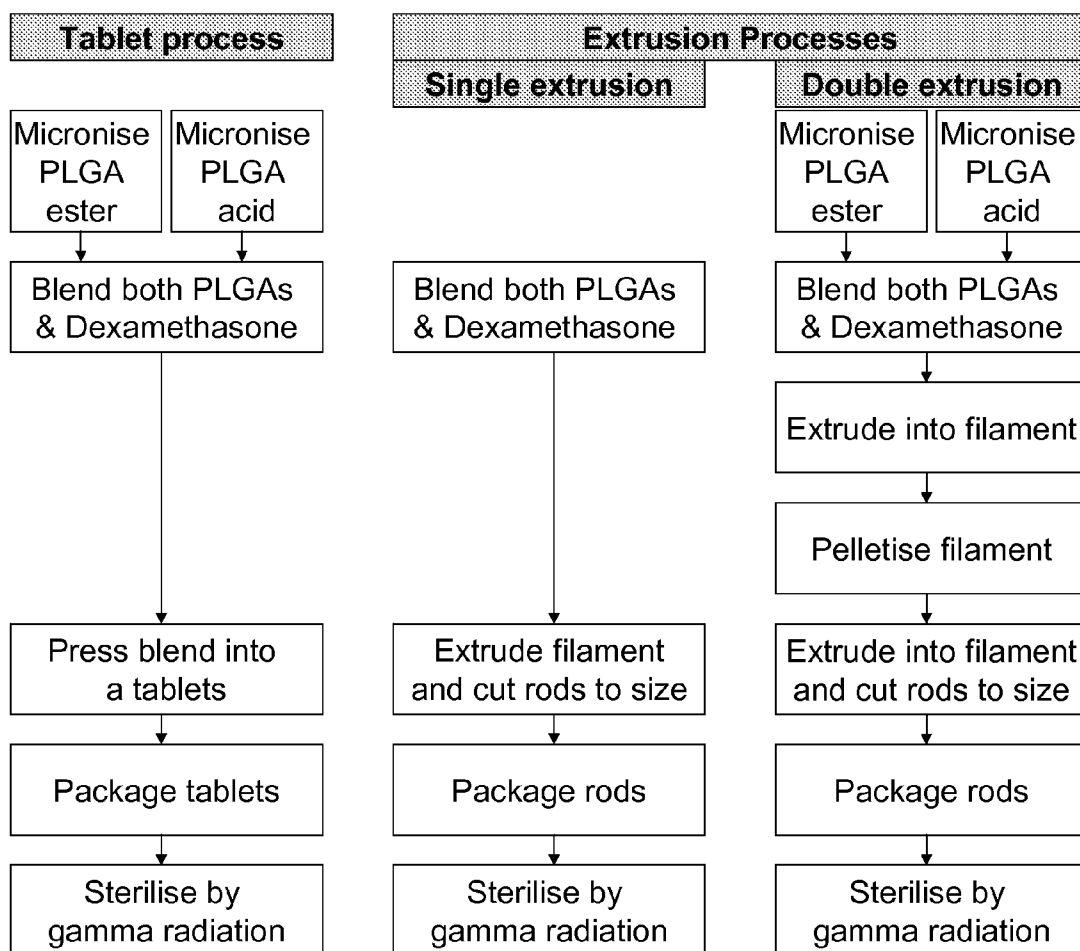 Tablet process
Extrusion Processes
Single extrusion
Double extrusion
Micronise
PLGA
ester
Micronise
PLGA
acid
Micronise
PLGA
ester
Micronise
PLGA
acid
Blend both PLGAs
& Dexamethasone
Blend both PLGAs
& Dexamethasone
Blend both PLGAs
& Dexamethasone
Extrude into filament
Pelletise filament
Press blend into
a tablets
Extrude filament
and cut rods to size
Extrude into filament
and cut rods to size
Package tablets
Package rods
Package rods
Sterilise by
gamma radiation
Sterilise by
gamma radiation
Sterilise by
gamma radiation